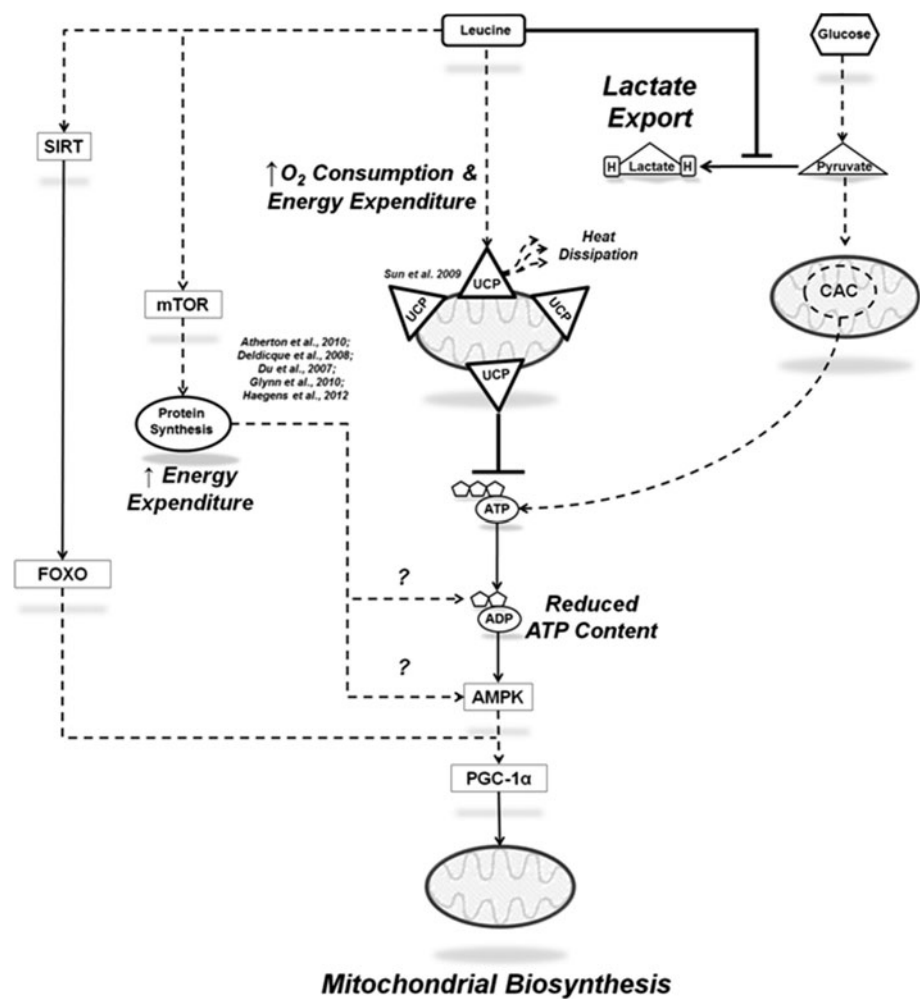 Leucine
Glucose
Lactate
Export
SIRT
H
Lactate
H
Pyruvate
↑O₂ Consumption &
Energy Expenditure
Heat
Dissipation
Sun et al. 2009
UCP
UCP
UCP
UCP
CAC
mTOR
Atherton et al., 2010;
Deldicque et al., 2008;
Du et al., 2007;
Glynn et al., 2010;
Haegens et al., 2012
Protein
Synthesis
↑ Energy
Expenditure
ATP
FOXO
?
ADP
Reduced
ATP Content
?
AMPK
PGC-1α
Mitochondrial Biosynthesis